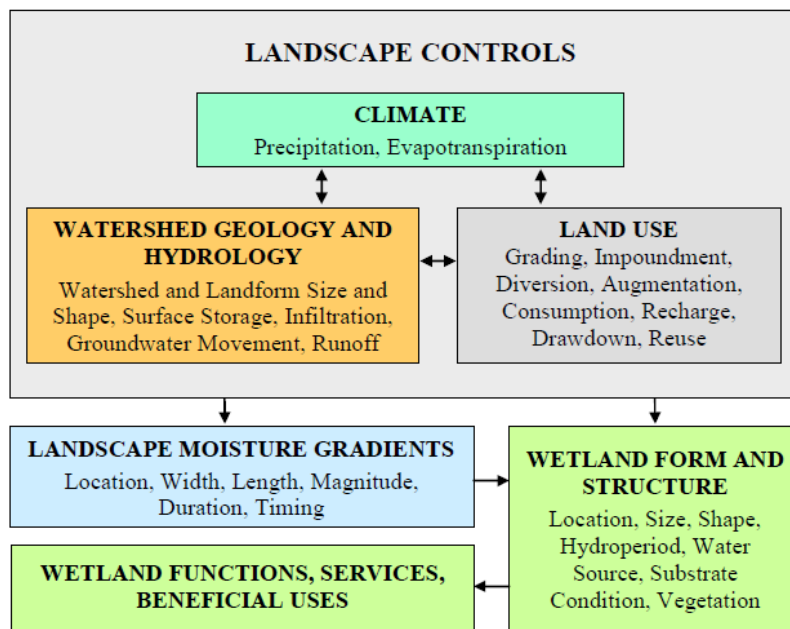 LANDSCAPE CONTROLS
CLIMATE
Precipitation, Evapotranspiration
WATERSHED GEOLOGY AND
HYDROLOGY
Watershed and Landform Size and
Shape, Surface Storage, Infiltration,
Groundwater Movement, Runoff
LAND USE
Grading, Impoundment,
Diversion, Augmentation,
Consumption, Recharge,
Drawdown, Reuse
LANDSCAPE MOISTURE GRADIENTS
Location, Width, Length, Magnitude,
Duration, Timing
WETLAND FORM AND
STRUCTURE
Location, Size, Shape,
Hydroperiod, Water
Source, Substrate
Condition, Vegetation
WETLAND FUNCTIONS, SERVICES,
BENEFICIAL USES